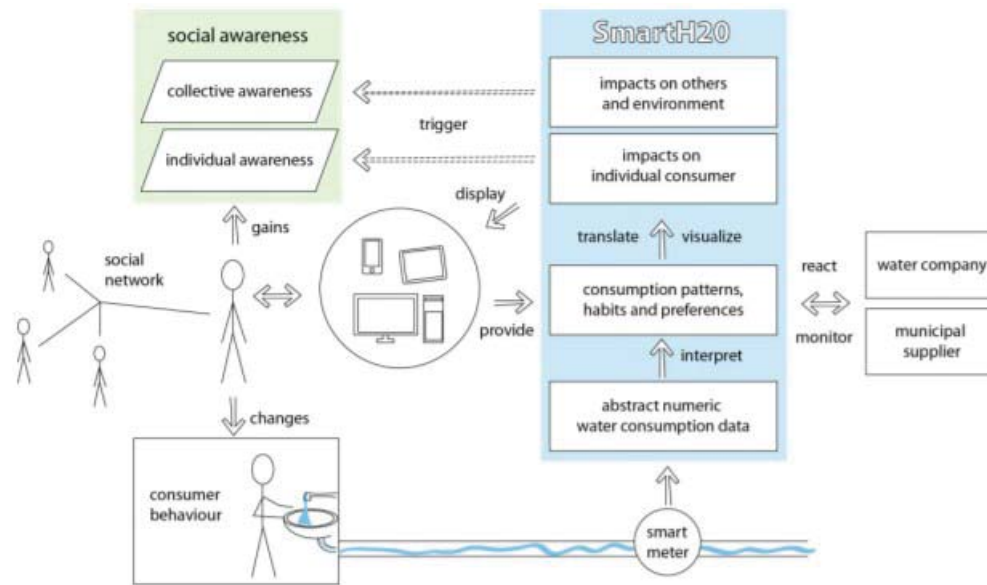 social awareness
collective awareness
individual awareness
SmartH20
impacts on others
and environment
impacts on
individual consumer
trigger
display
gains
social
network
translate
visualize
consumption patterns,
habits and preferences
provide
react
monitor
water company
municipal
supplier
interpret
abstract numeric
water consumption data
changes
consumer
behaviour
smart
meter